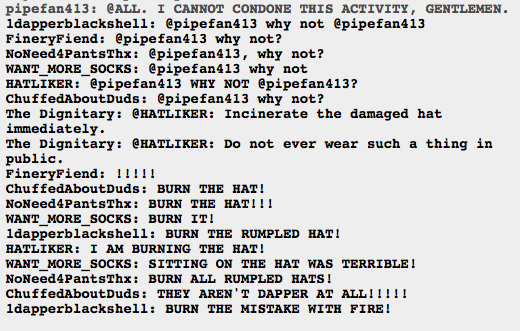 pipefan413: @ALL. I CANNOT CONDONE THIS ACTIVITY, GENTLEMEN.
1dapperblackshell: @pipefan413 why not @pipefan413
FineryFiend: @pipefan413 why not?
NoNeed4PantsThx: @pipefan413, why not?
WANT_MORE_SOCKS: @pipefan413 why not
HATLIKER: @pipefan413 WHY NOT @pipefan413?
ChuffedAboutDuds: @pipefan413 why not?
The Dignitary: @HATLIKER: Incinerate the damaged hat
immediately.
The Dignitary: @HATLIKER: Do not ever wear such a thing in
public.
FineryFiend: !!!!!
ChuffedAboutDuds: BURN THE HAT!
NoNeed4PantsThx: BURN THE HAT!!!
WANT_MORE_SOCKS: BURN IT!
1dapperblackshell: BURN THE RUMPLED HAT!
HATLIKER: I AM BURNING THE HAT!
WANT_MORE_SOCKS: SITTING ON THE HAT WAS TERRIBLE!
NoNeed4PantsThx: BURN ALL RUMPLED HATS!
ChuffedAboutDuds: THEY AREN'T DAPPER AT ALL!!!!!
1dapperblackshell: BURN THE MISTAKE WITH FIRE!